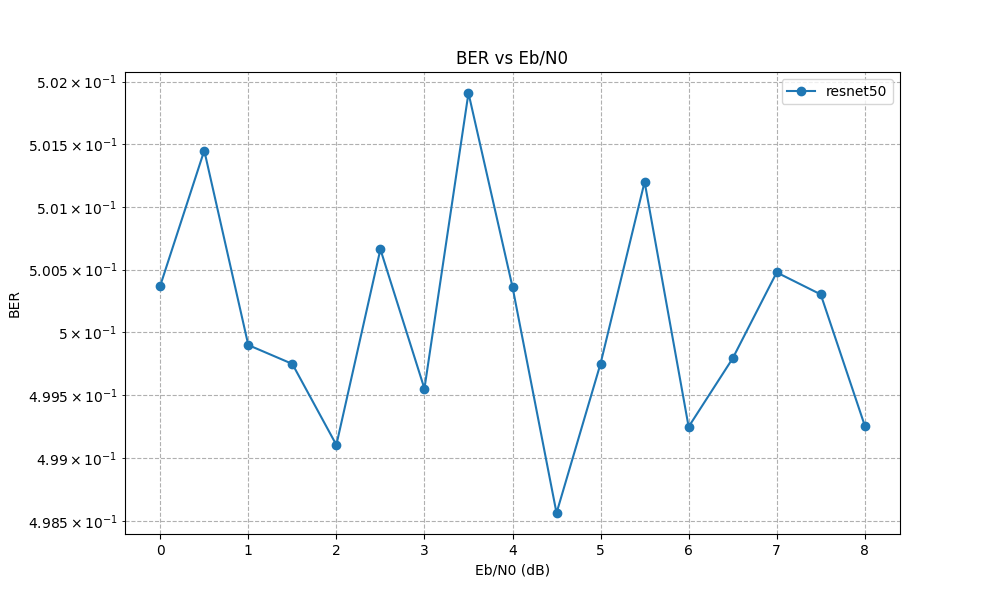 BER vs Eb/N0
resnet50
BER
5.02 × 10⁻¹
5.015 × 10⁻¹
5.01 × 10⁻¹
5.005 × 10⁻¹
5 × 10⁻¹
4.995 × 10⁻¹
4.99 × 10⁻¹
4.985 × 10⁻¹
0 1 2 3 4 5 6 7 8
Eb/N0 (dB)